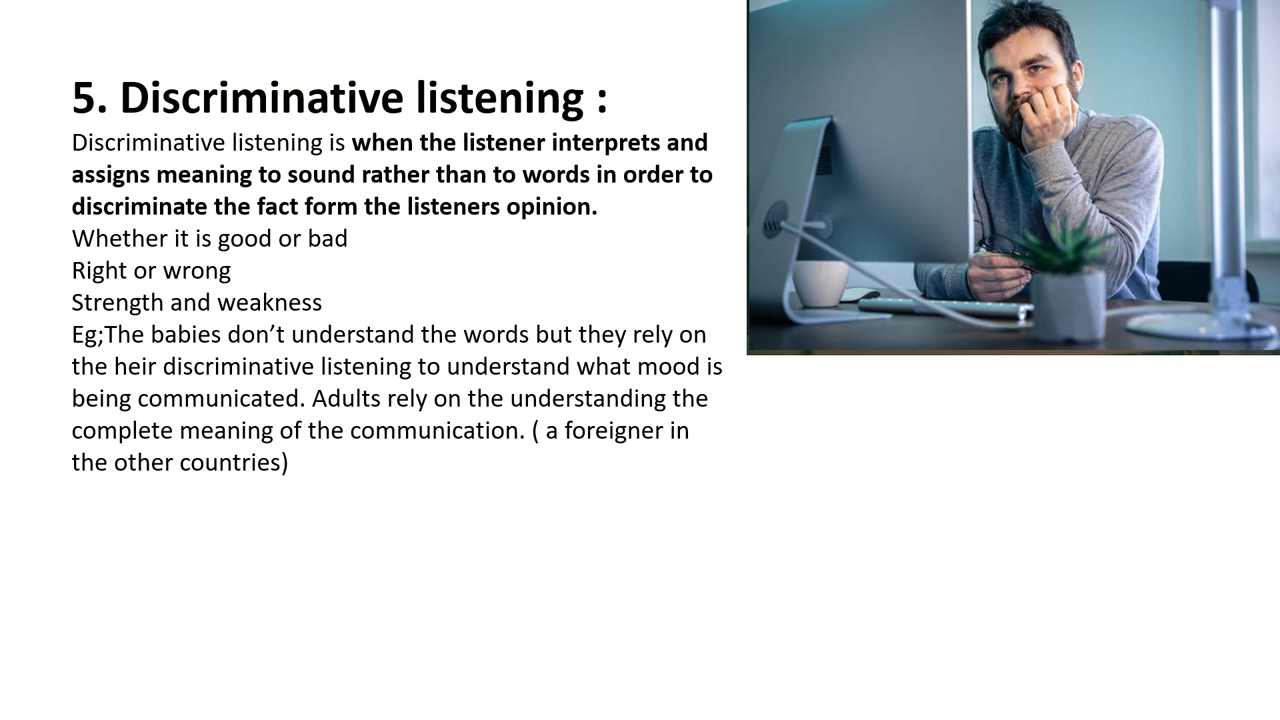 5. Discriminative listening :
Discriminative listening is when the listener interprets and
assigns meaning to sound rather than to words in order to
discriminate the fact form the listeners opinion.
Whether it is good or bad
Right or wrong
Strength and weakness
Eg;The babies don’t understand the words but they rely on
the heir discriminative listening to understand what mood is
being communicated. Adults rely on the understanding the
complete meaning of the communication. ( a foreigner in
the other countries)